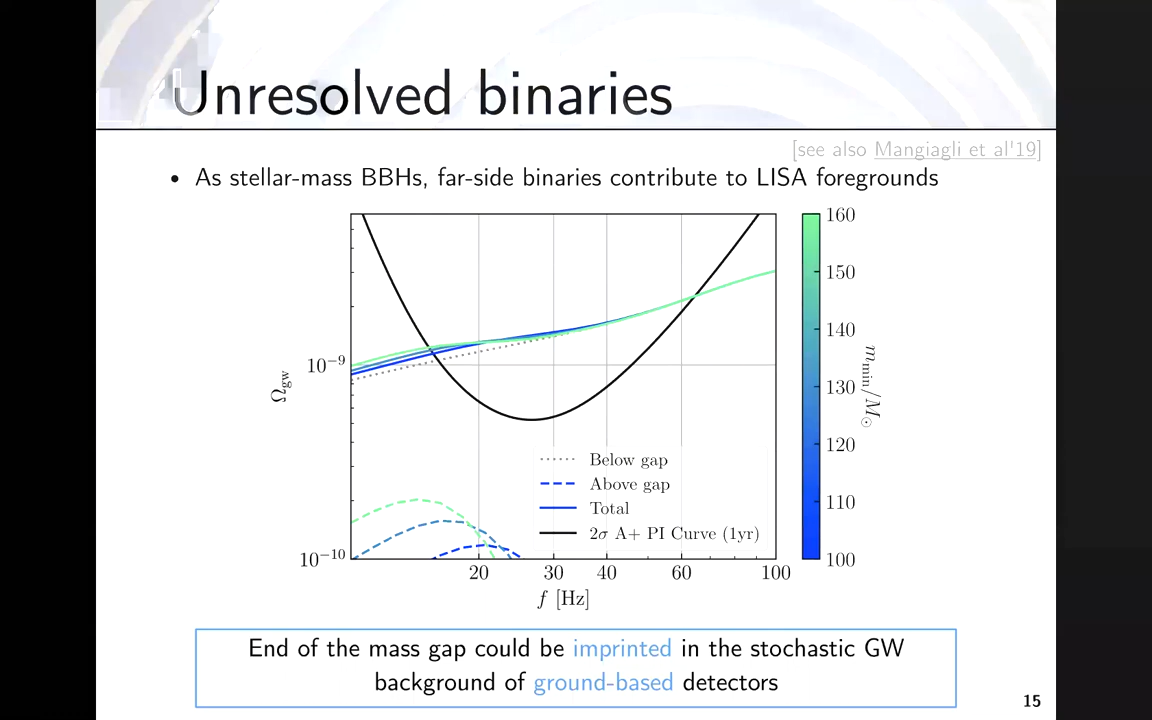 Unresolved binaries
[see also Mangiagli et al'19]
• As stellar-mass BBHs, far-side binaries contribute to LISA foregrounds
160
150
140
130
120
110
100
m_min/M_⊙
10⁻⁹
10⁻¹⁰
Ω_gw
Below gap
Above gap
Total
2σ A+ PI Curve (1yr)
20 30 40 60 100
f [Hz]
End of the mass gap could be imprinted in the stochastic GW
background of ground-based detectors
15